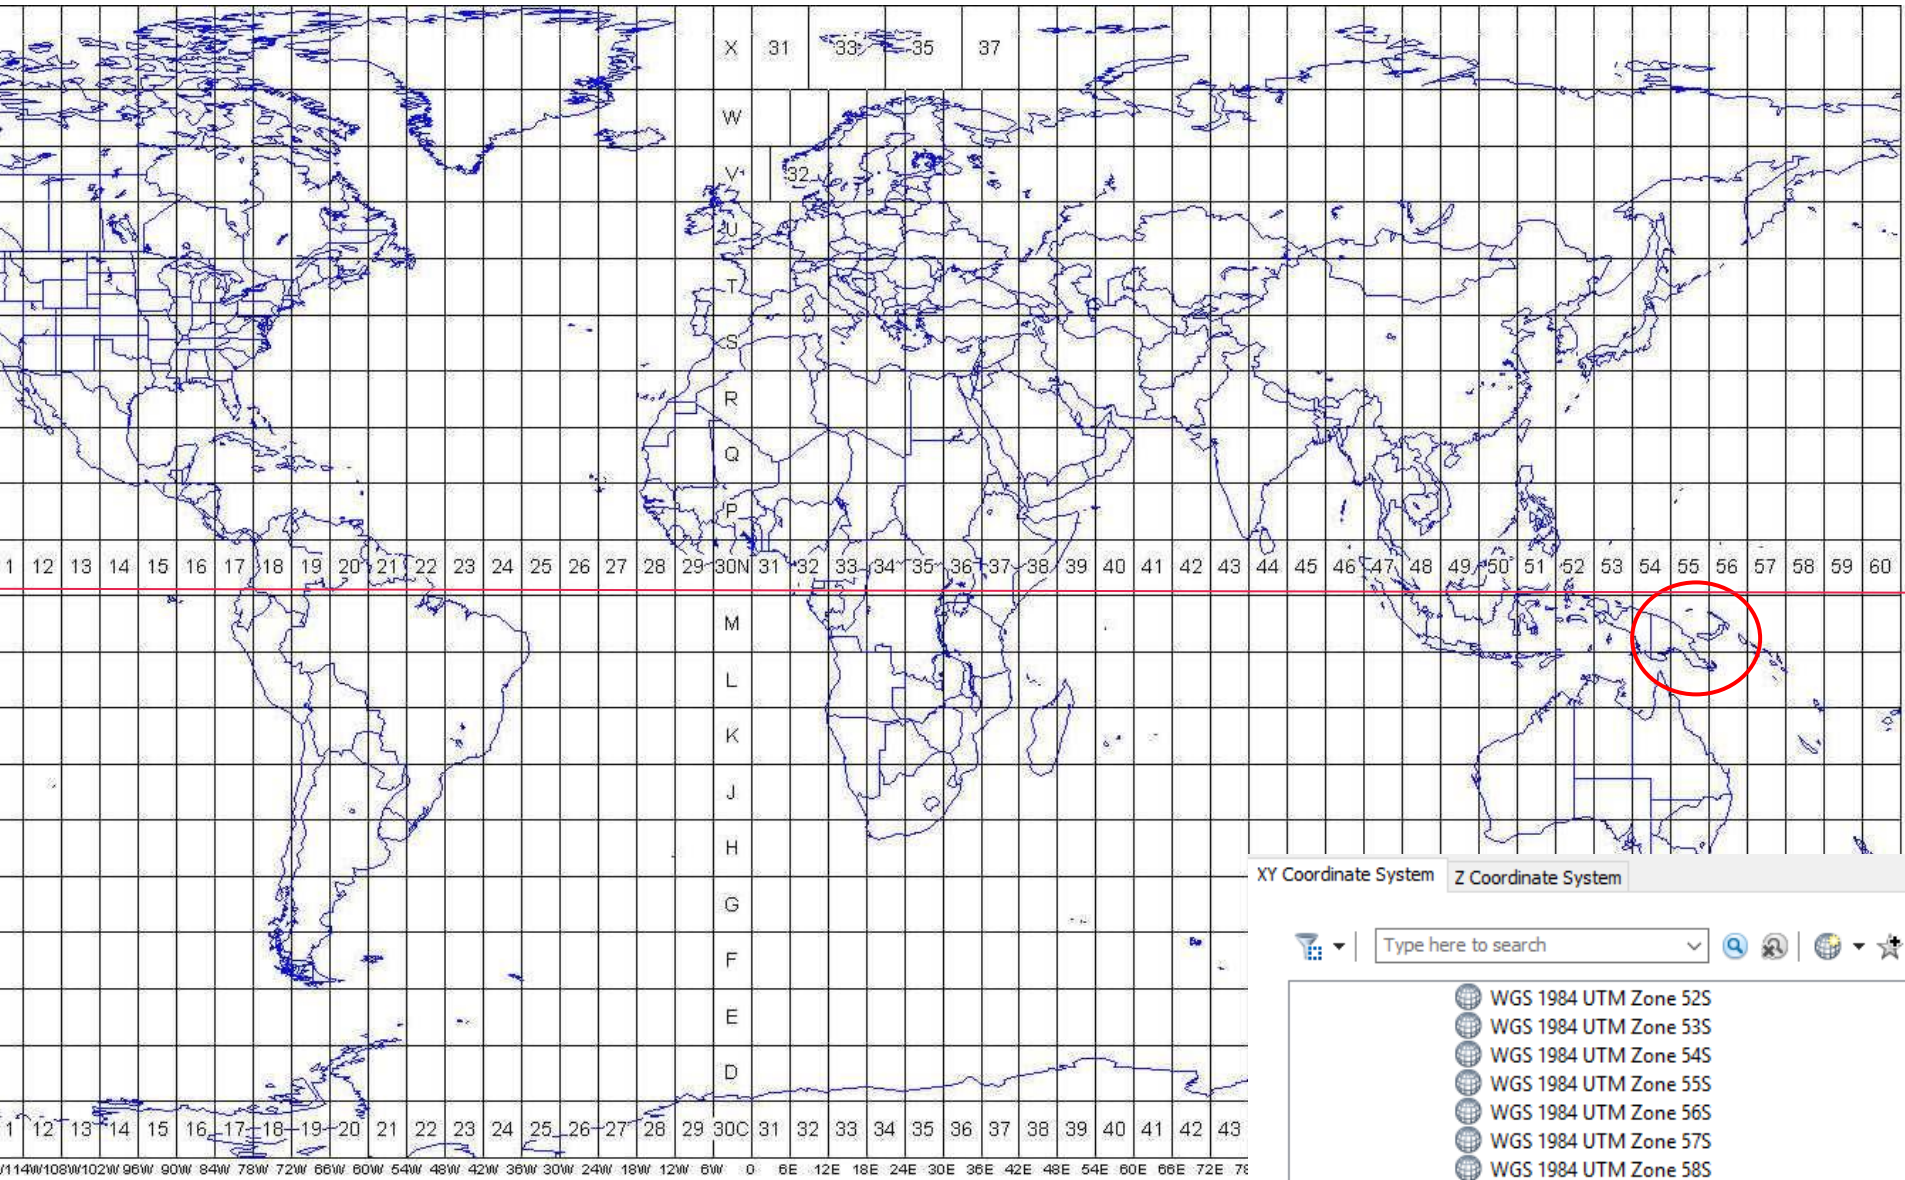 X 31 33 35 37
W
V 32
U
T
S
R
Q
P
1 12 13 14 15 16 17 18 19 20 21 22 23 24 25 26 27 28 29 30N 31 32 33 34 35 36 37 38 39 40 41 42 43 44 45 46 47 48 49 50 51 52 53 54 55 56 57 58 59 60
M
L
K
J
H
XY Coordinate System Z Coordinate System
G
Type here to search
F
WGS 1984 UTM Zone 52S
E
WGS 1984 UTM Zone 53S
WGS 1984 UTM Zone 54S
D
WGS 1984 UTM Zone 55S
WGS 1984 UTM Zone 56S
1 12 13 14 15 16 17 18 19 20 21 22 23 24 25 26 27 28 29 30C 31 32 33 34 35 36 37 38 39 40 41 42 43
WGS 1984 UTM Zone 57S
WGS 1984 UTM Zone 58S
114W 108W 102W 96W 90W 84W 78W 72W 66W 60W 54W 48W 42W 36W 30W 24W 18W 12W 6W 0 6E 12E 18E 24E 30E 36E 42E 48E 54E 60E 66E 72E